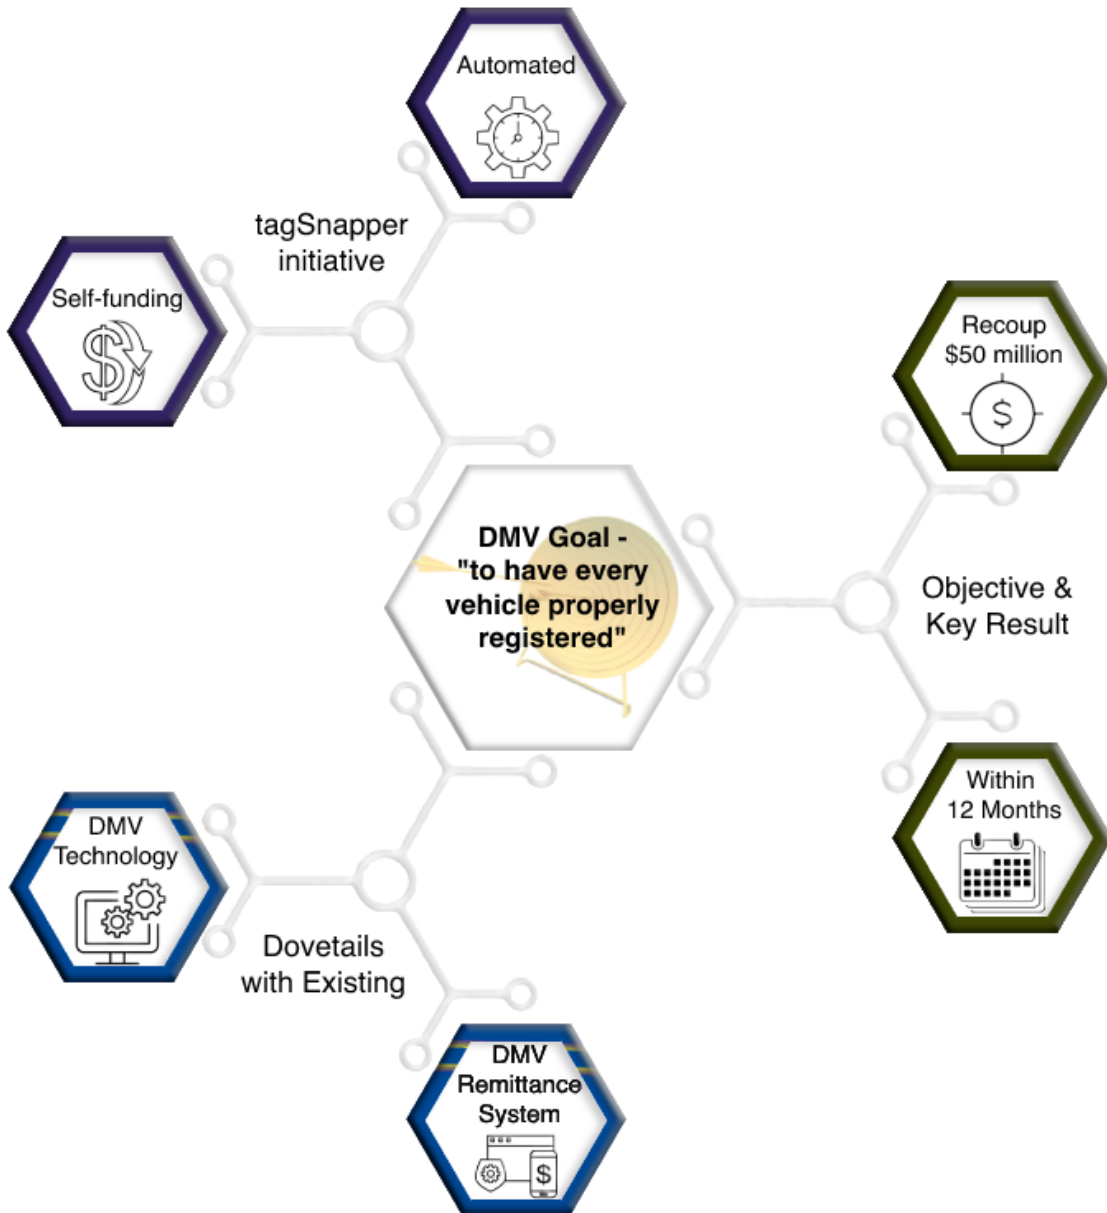 Automated
tagSnapper
initiative
Self-funding
$
Recoup
$50 million
$
DMV Goal -
"to have every
vehicle properly
registered"
Objective &
Key Result
Within
12 Months
DMV
Technology
Dovetails
with Existing
DMV
Remittance
System
$